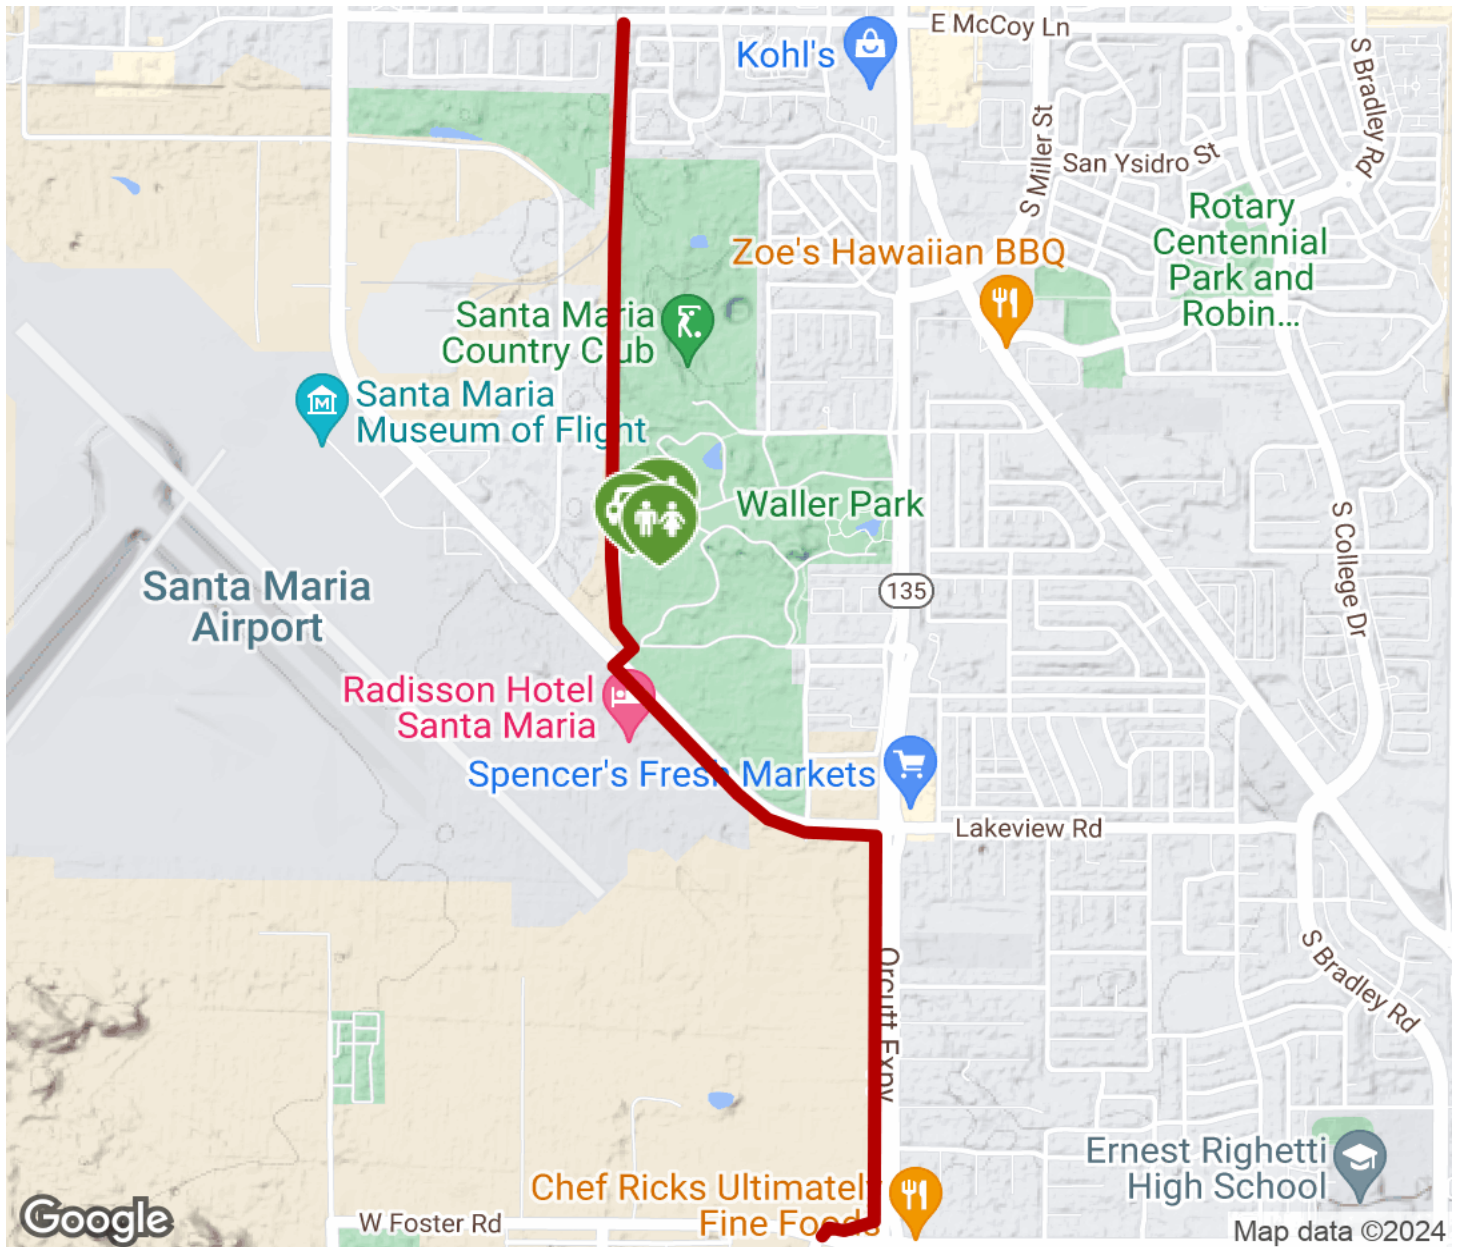 E McCoy Ln
Kohl's
S Bradley Rd
S Miller St
San Ysidro St
Rotary
Centennial
Park and
Robin...
Zoe's Hawaiian BBQ
Santa Maria
Country Club
Santa Maria
Museum of Flight
M
Waller Park
S College Dr
Santa Maria
Airport
135
Radisson Hotel
Santa Maria
Spencer's Fresh Markets
Lakeview Rd
Orcutt Expy
S Bradley Rd
Ernest Righetti
High School
Chef Ricks Ultimately
Fine Foods
W Foster Rd
Google
Map data ©2024